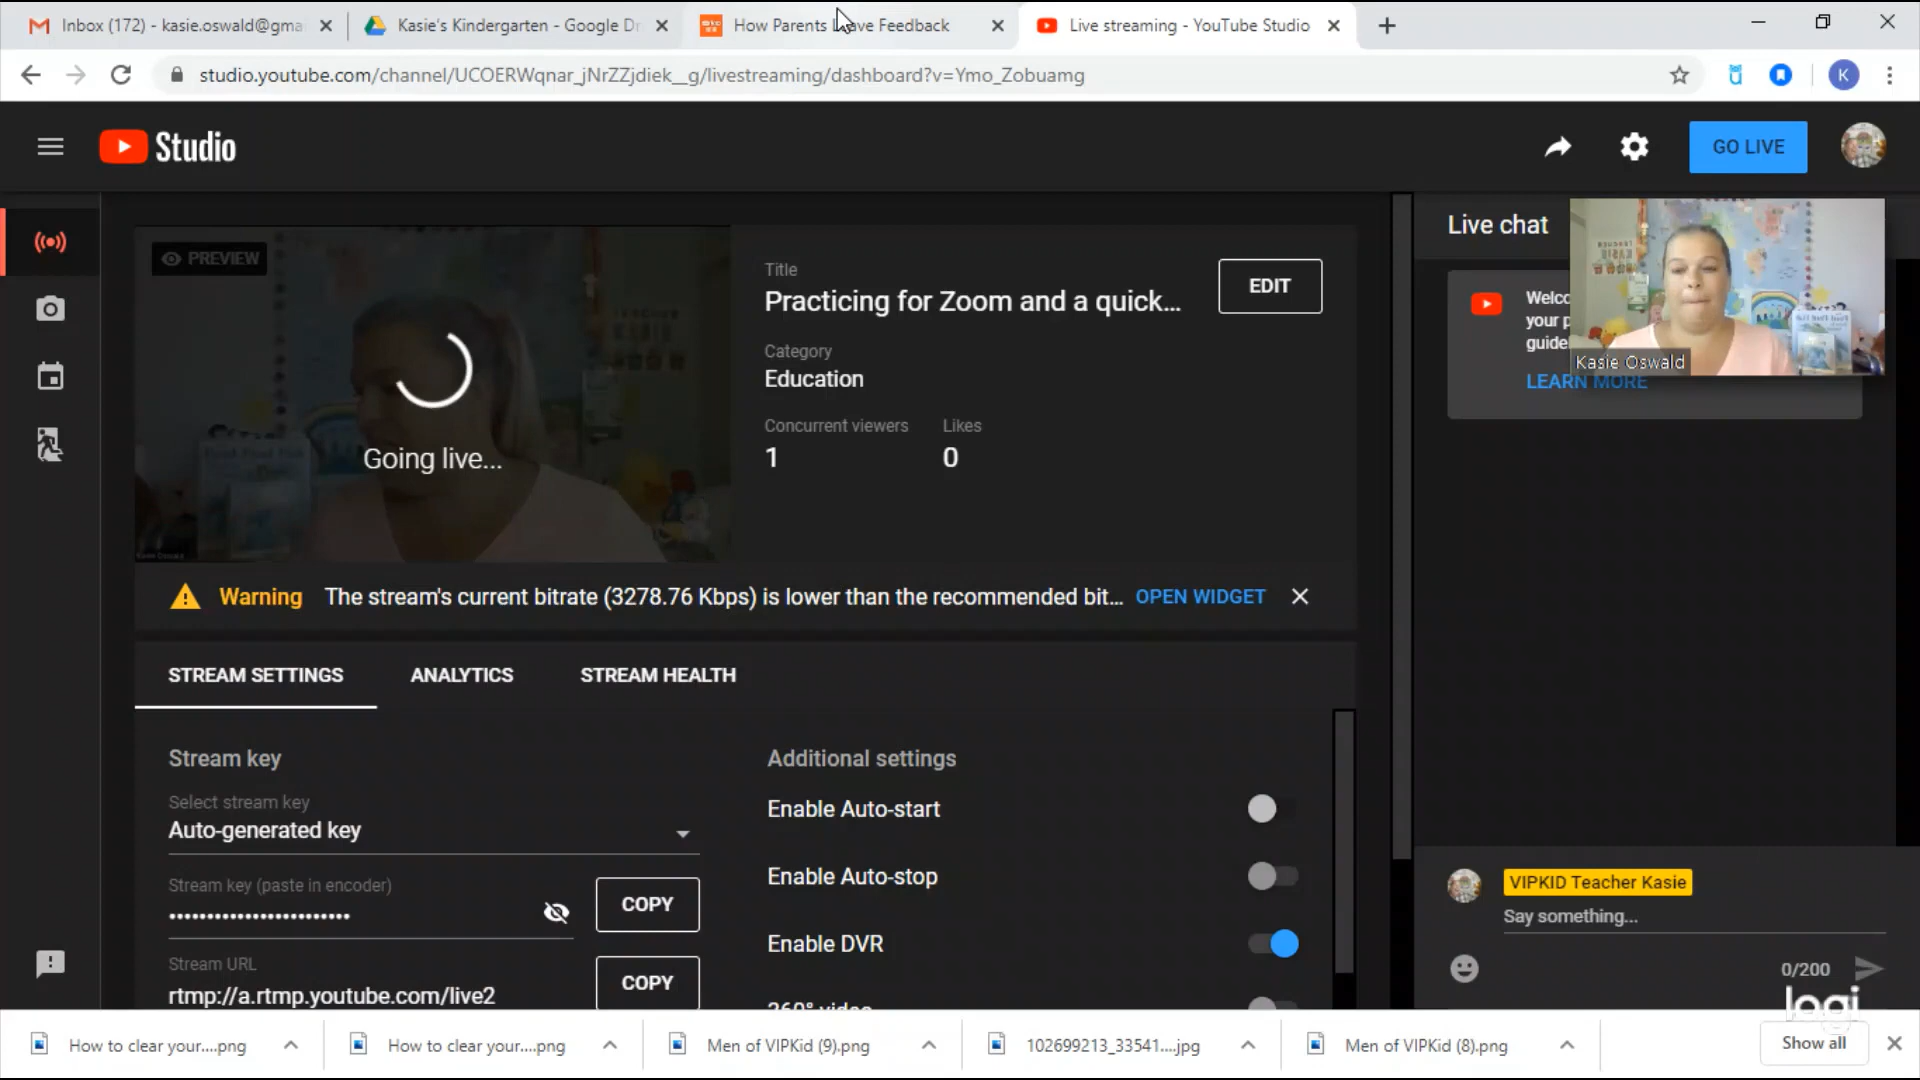 Inbox (172) - kasie.oswald@gma
Kasie's Kindergarten - Google Dr
How Parents Leave Feedback
Live streaming - YouTube Studio
studio.youtube.com/channel/UCOERWqnar_jNrZZjdiek__g/livestreaming/dashboard?v=Ymo_Zobuamg
K
Studio
GO LIVE
PREVIEW
Going live...
Title
Practicing for Zoom and a quick...
EDIT
Category
Education
Concurrent viewers
Likes
1
0
Live chat
Welc
your p
guide
LEARN MORE
Kasie Oswald
Warning
The stream's current bitrate (3278.76 Kbps) is lower than the recommended bit...
OPEN WIDGET
STREAM SETTINGS
ANALYTICS
STREAM HEALTH
Stream key
Select stream key
Auto-generated key
Stream key (paste in encoder)
••••••••••••••••••••••••
COPY
Stream URL
rtmp://a.rtmp.youtube.com/live2
COPY
Additional settings
Enable Auto-start
Enable Auto-stop
Enable DVR
360° video
VIPKID Teacher Kasie
Say something...
0/200
logi
How to clear your....png
How to clear your....png
Men of VIPKid (9).png
102699213_33541....jpg
Men of VIPKid (8).png
Show all